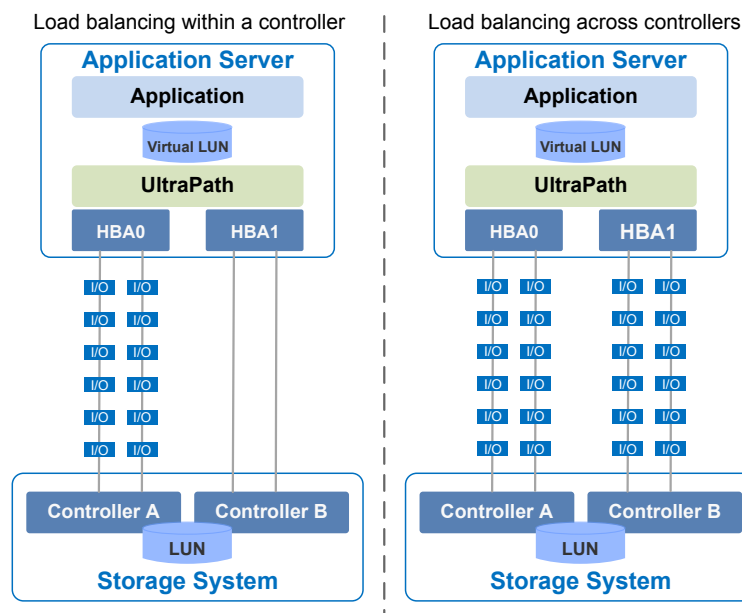 Load balancing within a controller
Application Server
Application
Virtual LUN
UltraPath
HBA0 HBA1
I/O I/O
I/O I/O
I/O I/O
I/O I/O
I/O I/O
I/O I/O
Controller A Controller B
LUN
Storage System
Load balancing across controllers
Application Server
Application
Virtual LUN
UltraPath
HBA0 HBA1
I/O I/O I/O I/O
I/O I/O I/O I/O
I/O I/O I/O I/O
I/O I/O I/O I/O
I/O I/O I/O I/O
I/O I/O I/O I/O
Controller A Controller B
LUN
Storage System